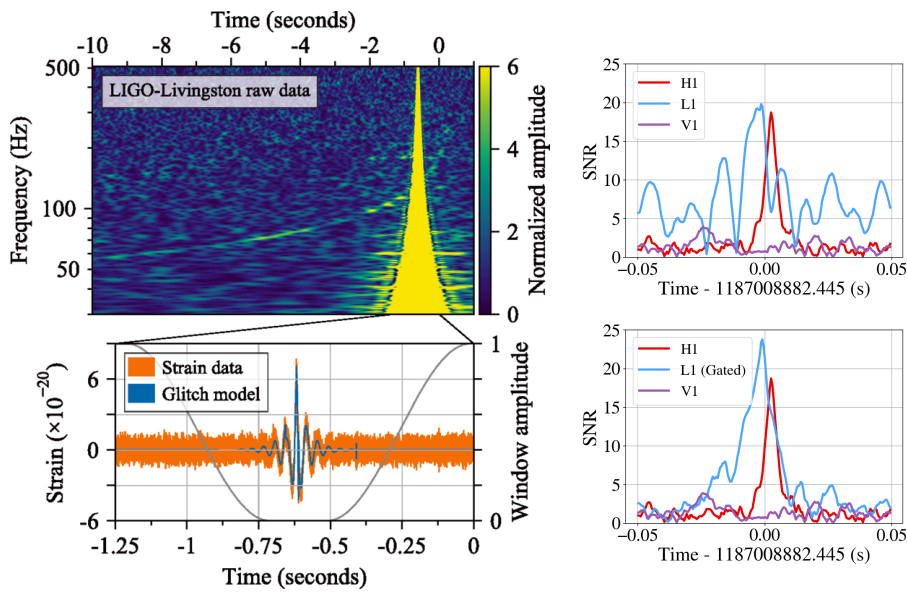 Time (seconds)
-10 -8 -6 -4 -2 0
500
100
50
Frequency (Hz)
LIGO-Livingston raw data
6
4
2
0
Normalized amplitude
25
20
15
10
5
0
SNR
H1
L1
V1
−0.05 0.00 0.05
Time - 1187008882.445 (s)
6
0
-6
Strain (×10⁻²⁰)
Strain data
Glitch model
1
0
Window amplitude
-1.25 -1 -0.75 -0.5 -0.25 0
Time (seconds)
25
20
15
10
5
0
SNR
H1
L1 (Gated)
V1
−0.05 0.00 0.05
Time - 1187008882.445 (s)